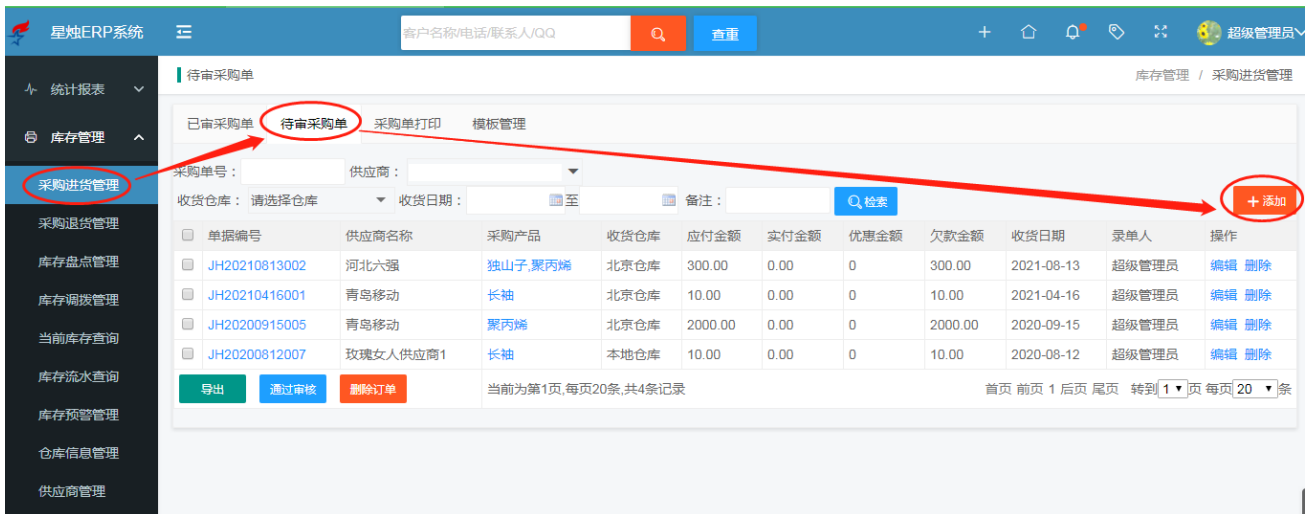 星烛ERP系统
客户名称/电话/联系人/QQ
查重
超级管理员
统计报表
库存管理
采购进货管理
采购退货管理
库存盘点管理
库存调拨管理
当前库存查询
库存流水查询
库存预警管理
仓库信息管理
供应商管理
待审采购单
库存管理 / 采购进货管理
已审采购单 待审采购单 采购单打印 模板管理
采购单号： 供应商：
收货仓库： 请选择仓库 收货日期： 至 备注： 检索 添加
单据编号 供应商名称 采购产品 收货仓库 应付金额 实付金额 优惠金额 欠款金额 收货日期 录单人 操作
JH20210813002 河北六强 独山子,聚丙烯 北京仓库 300.00 0.00 0 300.00 2021-08-13 超级管理员 编辑 删除
JH20210416001 青岛移动 长袖 北京仓库 10.00 0.00 0 10.00 2021-04-16 超级管理员 编辑 删除
JH20200915005 青岛移动 聚丙烯 北京仓库 2000.00 0.00 0 2000.00 2020-09-15 超级管理员 编辑 删除
JH20200812007 玫瑰女人供应商1 长袖 本地仓库 10.00 0.00 0 10.00 2020-08-12 超级管理员 编辑 删除
导出 通过审核 删除订单 当前为第1页,每页20条,共4条记录 首页 前页 1 后页 尾页 转到 1 页 每页 20 条